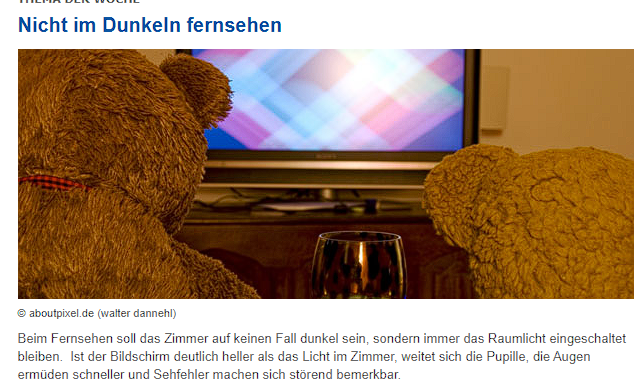 THEMA DER WOCHE
Nicht im Dunkeln fernsehen
SONY
© aboutpixel.de (walter dannehl)
Beim Fernsehen soll das Zimmer auf keinen Fall dunkel sein, sondern immer das Raumlicht eingeschaltet
bleiben.  Ist der Bildschirm deutlich heller als das Licht im Zimmer, weitet sich die Pupille, die Augen
ermüden schneller und Sehfehler machen sich störend bemerkbar.